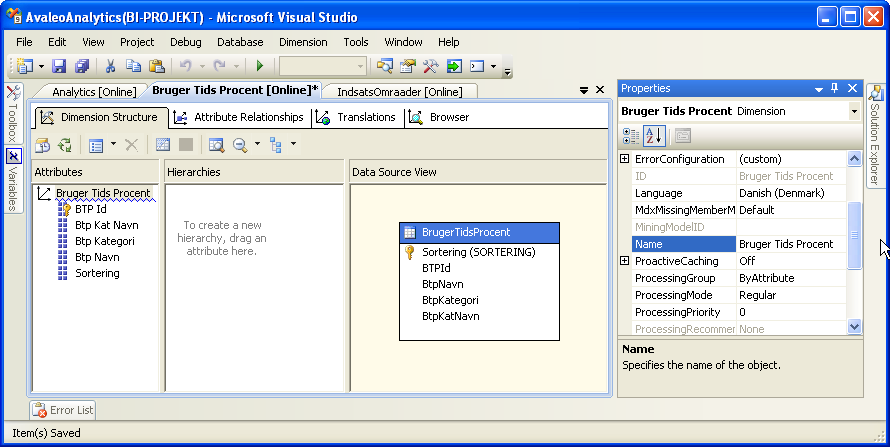 AvaleoAnalytics(BI-PROJEKT) - Microsoft Visual Studio
File Edit View Project Debug Database Dimension Tools Window Help
Analytics [Online] Bruger Tids Procent [Online]* IndsatsOmraader [Online]
Dimension Structure Attribute Relationships Translations Browser
Toolbox
Variables
Attributes
Bruger Tids Procent
BTP Id
Btp Kat Navn
Btp Kategori
Btp Navn
Sortering
Hierarchies
To create a new
hierarchy, drag an
attribute here.
Data Source View
BrugerTidsProcent
Sortering (SORTERING)
BTPId
BtpNavn
BtpKategori
BtpKatNavn
Properties
Bruger Tids Procent Dimension
ErrorConfiguration (custom)
ID Bruger Tids Procent
Language Danish (Denmark)
MdxMissingMemberM Default
MiningModelID
Name Bruger Tids Procent
ProactiveCaching Off
ProcessingGroup ByAttribute
ProcessingMode Regular
ProcessingPriority 0
ProcessingRecommer None
Name
Specifies the name of the object.
Solution Explorer
Error List
Item(s) Saved